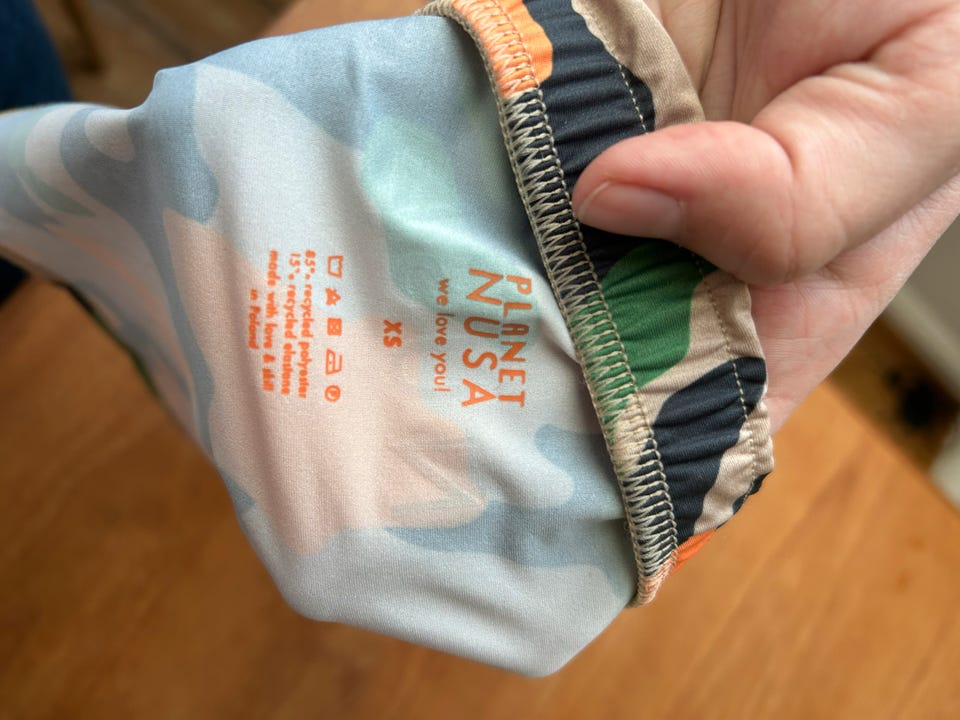 PLANET
NUSA
we love you!
XS
85% recycled polyester
15% recycled elastane
made with love & skill
in Poland